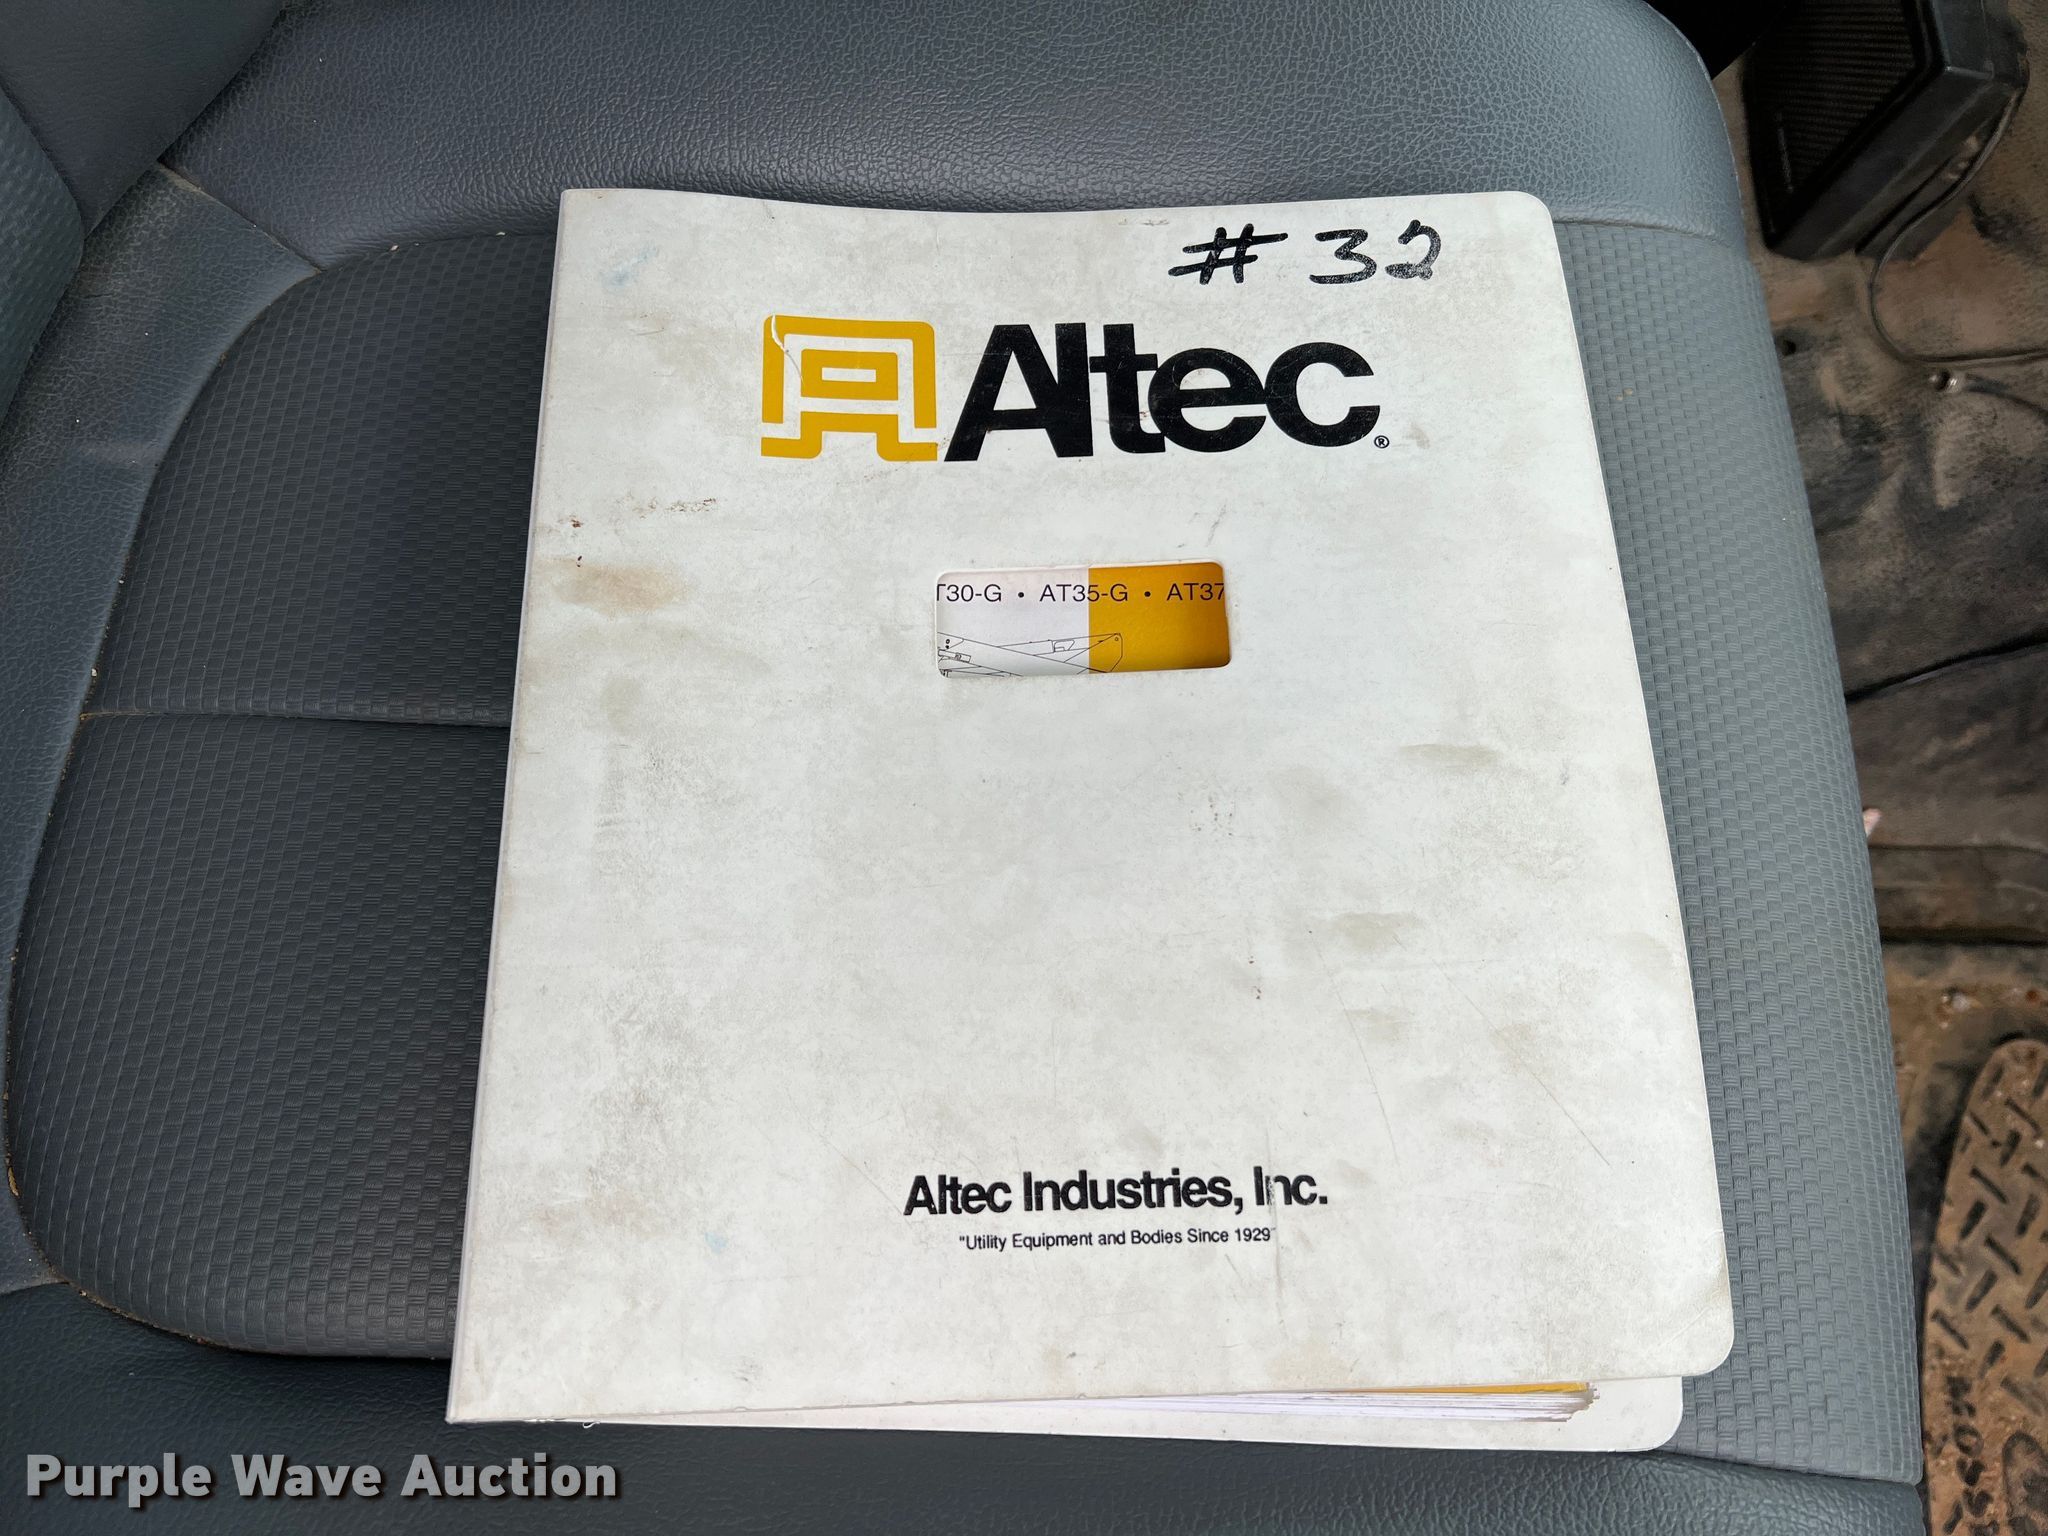 # 32
Altec®
T30-G • AT35-G • AT37
Altec Industries, Inc.
"Utility Equipment and Bodies Since 1929"
Purple Wave Auction